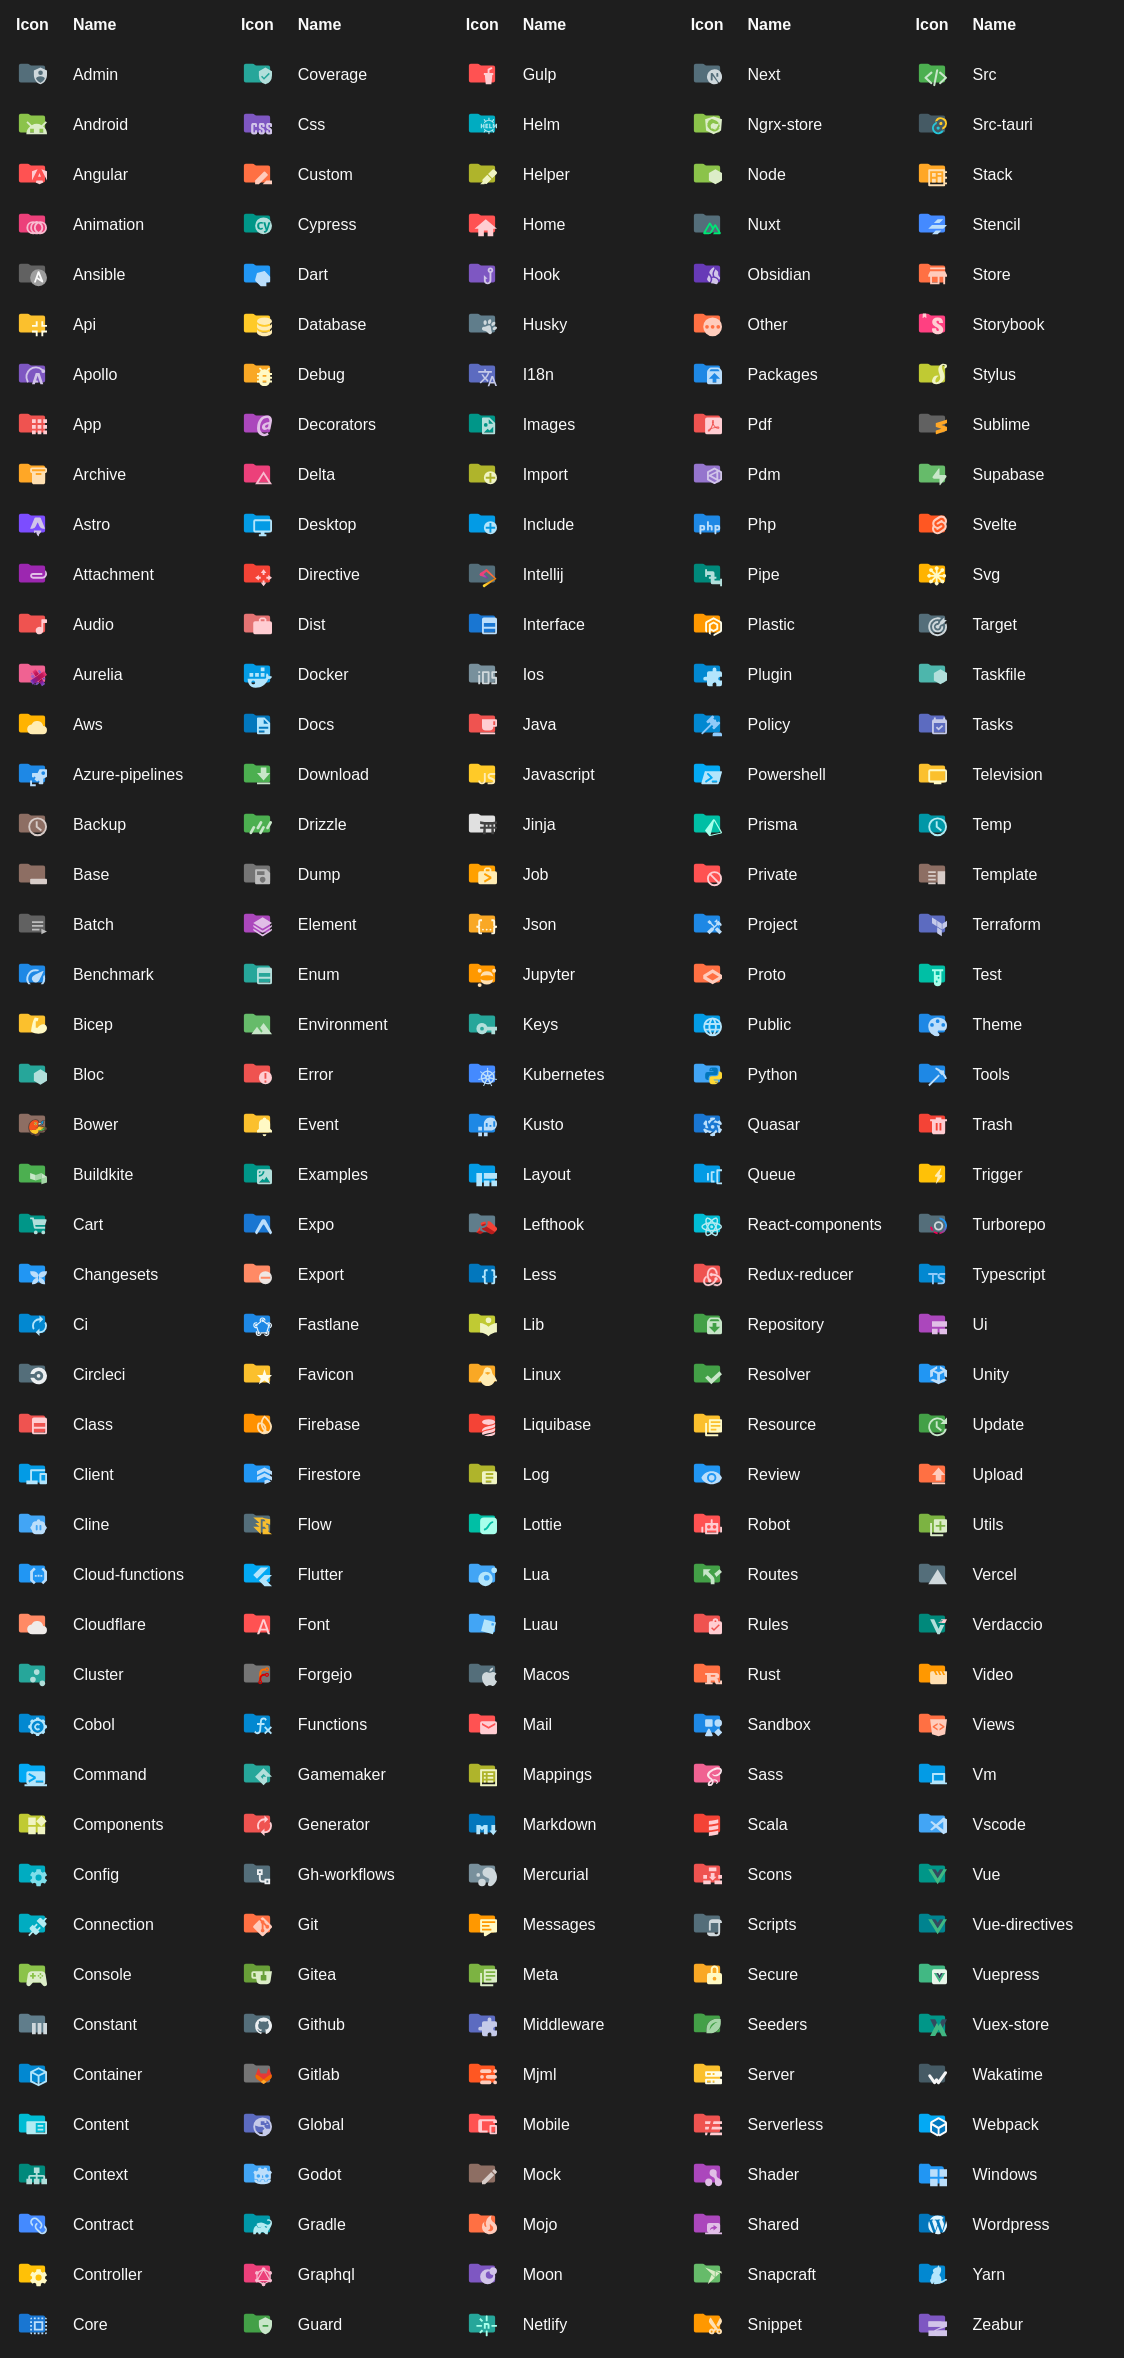 Icon Name Icon Name Icon Name Icon Name Icon Name
Admin Coverage Gulp Next Src
Android Css Helm Ngrx-store Src-tauri
Angular Custom Helper Node Stack
Animation Cypress Home Nuxt Stencil
Ansible Dart Hook Obsidian Store
Api Database Husky Other Storybook
Apollo Debug I18n Packages Stylus
App Decorators Images Pdf Sublime
Archive Delta Import Pdm Supabase
Astro Desktop Include Php Svelte
Attachment Directive Intellij Pipe Svg
Audio Dist Interface Plastic Target
Aurelia Docker Ios Plugin Taskfile
Aws Docs Java Policy Tasks
Azure-pipelines Download Javascript Powershell Television
Backup Drizzle Jinja Prisma Temp
Base Dump Job Private Template
Batch Element Json Project Terraform
Benchmark Enum Jupyter Proto Test
Bicep Environment Keys Public Theme
Bloc Error Kubernetes Python Tools
Bower Event Kusto Quasar Trash
Buildkite Examples Layout Queue Trigger
Cart Expo Lefthook React-components Turborepo
Changesets Export Less Redux-reducer Typescript
Ci Fastlane Lib Repository Ui
Circleci Favicon Linux Resolver Unity
Class Firebase Liquibase Resource Update
Client Firestore Log Review Upload
Cline Flow Lottie Robot Utils
Cloud-functions Flutter Lua Routes Vercel
Cloudflare Font Luau Rules Verdaccio
Cluster Forgejo Macos Rust Video
Cobol Functions Mail Sandbox Views
Command Gamemaker Mappings Sass Vm
Components Generator Markdown Scala Vscode
Config Gh-workflows Mercurial Scons Vue
Connection Git Messages Scripts Vue-directives
Console Gitea Meta Secure Vuepress
Constant Github Middleware Seeders Vuex-store
Container Gitlab Mjml Server Wakatime
Content Global Mobile Serverless Webpack
Context Godot Mock Shader Windows
Contract Gradle Mojo Shared Wordpress
Controller Graphql Moon Snapcraft Yarn
Core Guard Netlify Snippet Zeabur